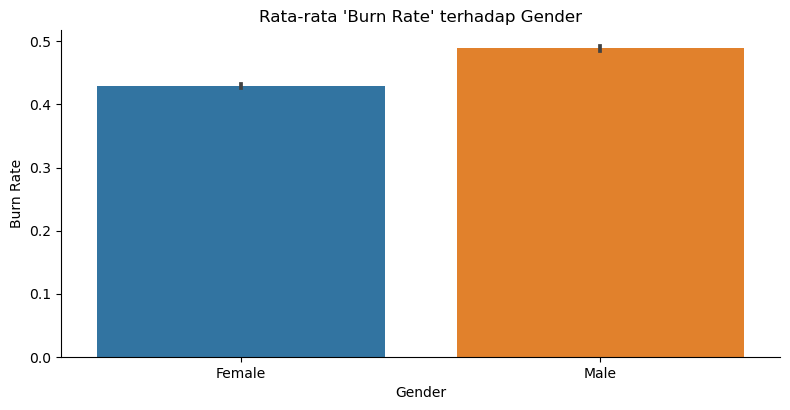 Rata-rata 'Burn Rate' terhadap Gender
Burn Rate
0.5
0.4
0.3
0.2
0.1
0.0
Female
Male
Gender